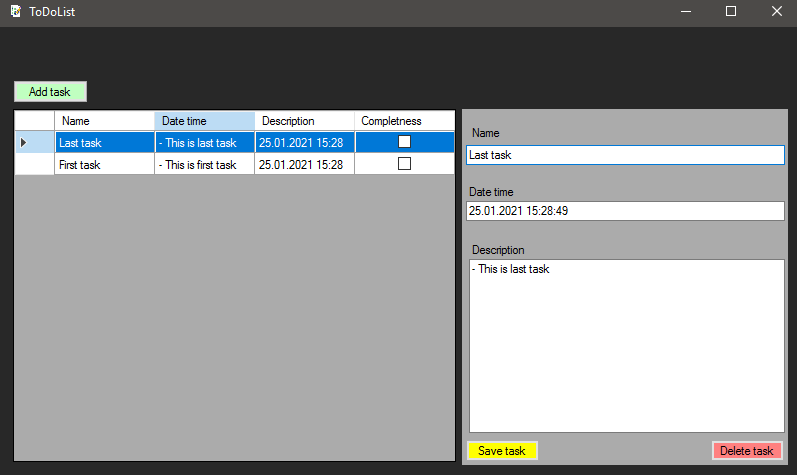 ToDoList
Add task
Name Date time Description Completness
Last task - This is last task 25.01.2021 15:28
First task - This is first task 25.01.2021 15:28
Name
Last task
Date time
25.01.2021 15:28:49
Description
- This is last task
Save task Delete task